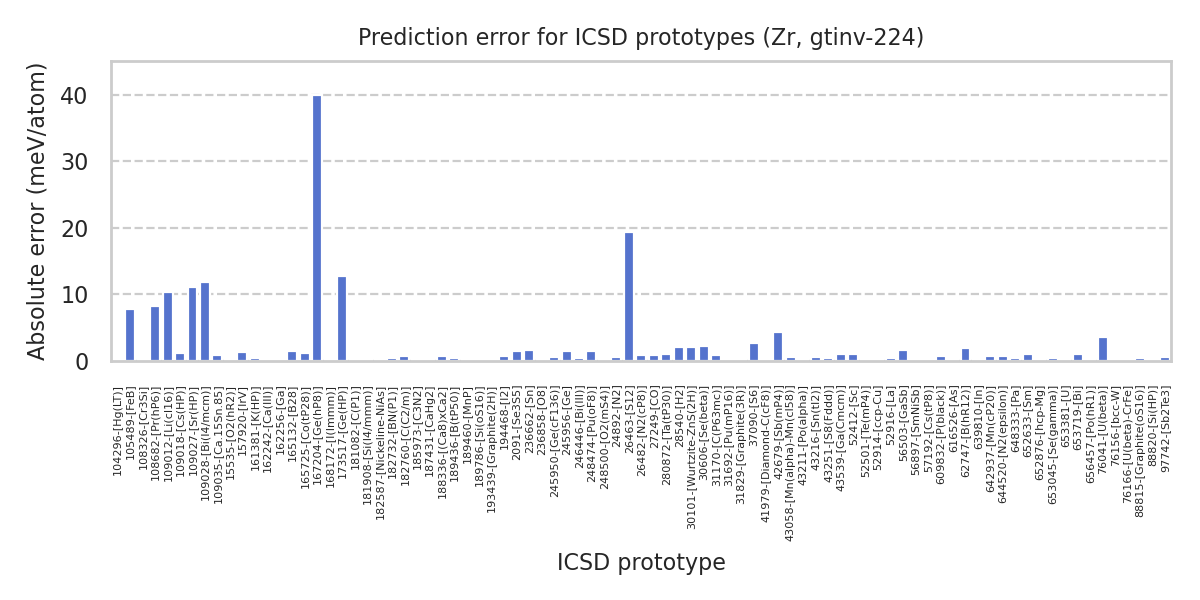 Prediction error for ICSD prototypes (Zr, gtinv-224)
Absolute error (meV/atom)
40
30
20
10
0
104296-[Hg(LT)]
105489-[FeB]
108326-[Cr3Si]
108682-[Pr(hP6)]
109012-[Li(cI16)]
109018-[Cs(HP)]
109027-[Sr(HP)]
109028-[Bi(I4/mcm)]
109035-[Ca.15Sn.85]
15535-[O2(hR2)]
157920-[IrV]
161381-[K(HP)]
162242-[Ca(III)]
162256-[Ga]
165132-[B28]
165725-[Co(tP28)]
167204-[Ge(hP8)]
168172-[I(Immm)]
173517-[Ge(HP)]
181082-[C(P1)]
181908-[Si(I4/mmm)]
182587-[Nickeline-NiAs]
182732-[BN(P1)]
182760-[C(C2/m)]
185973-[C3N2]
187431-[CaHg2]
188336-[(Ca8)xCa2]
189436-[B(tP50)]
189460-[MnP]
189786-[Si(oS16)]
193439-[Graphite(2H)]
194468-[I2]
2091-[Se3S5]
236662-[Sn]
236858-[O8]
245950-[Ge(cF136)]
245956-[Ge]
246446-[Bi(III)]
248474-[Pu(oF8)]
248500-[O2(mS4)]
24892-[N2]
26463-[S12]
26482-[N2(cP8)]
27249-[CO]
280872-[Ta(tP30)]
28540-[H2]
30101-[Wurtzite-ZnS(2H)]
30606-[Se(beta)]
31170-[C(P63mc)]
31692-[Pu(mP16)]
31829-[Graphite(3R)]
37090-[S6]
41979-[Diamond-C(cF8)]
42679-[Sb(mP4)]
43058-[Mn(alpha)-Mn(cI58)]
43211-[Po(alpha)]
43216-[Sn(tI2)]
43251-[S8(Fddd)]
43539-[Ga(Cmcm)]
52412-[Sc]
52501-[Te(mP4)]
52914-[ccp-Cu]
52916-[La]
56503-[GaSb]
56897-[SmNiSb]
57192-[Cs(tP8)]
609832-[P(black)]
616526-[As]
62747-[B(hR12)]
639810-[In]
642937-[Mn(cP20)]
644520-[N2(epsilon)]
648333-[Pa]
652633-[Sm]
652876-[hcp-Mg]
653045-[Se(gamma)]
653381-[U]
653719-[Bi]
656457-[Po(hR1)]
76041-[U(beta)]
76156-[bcc-W]
76166-[U(beta)-CrFe]
88815-[Graphite(oS16)]
88820-[Si(HP)]
97742-[Sb2Te3]
ICSD prototype